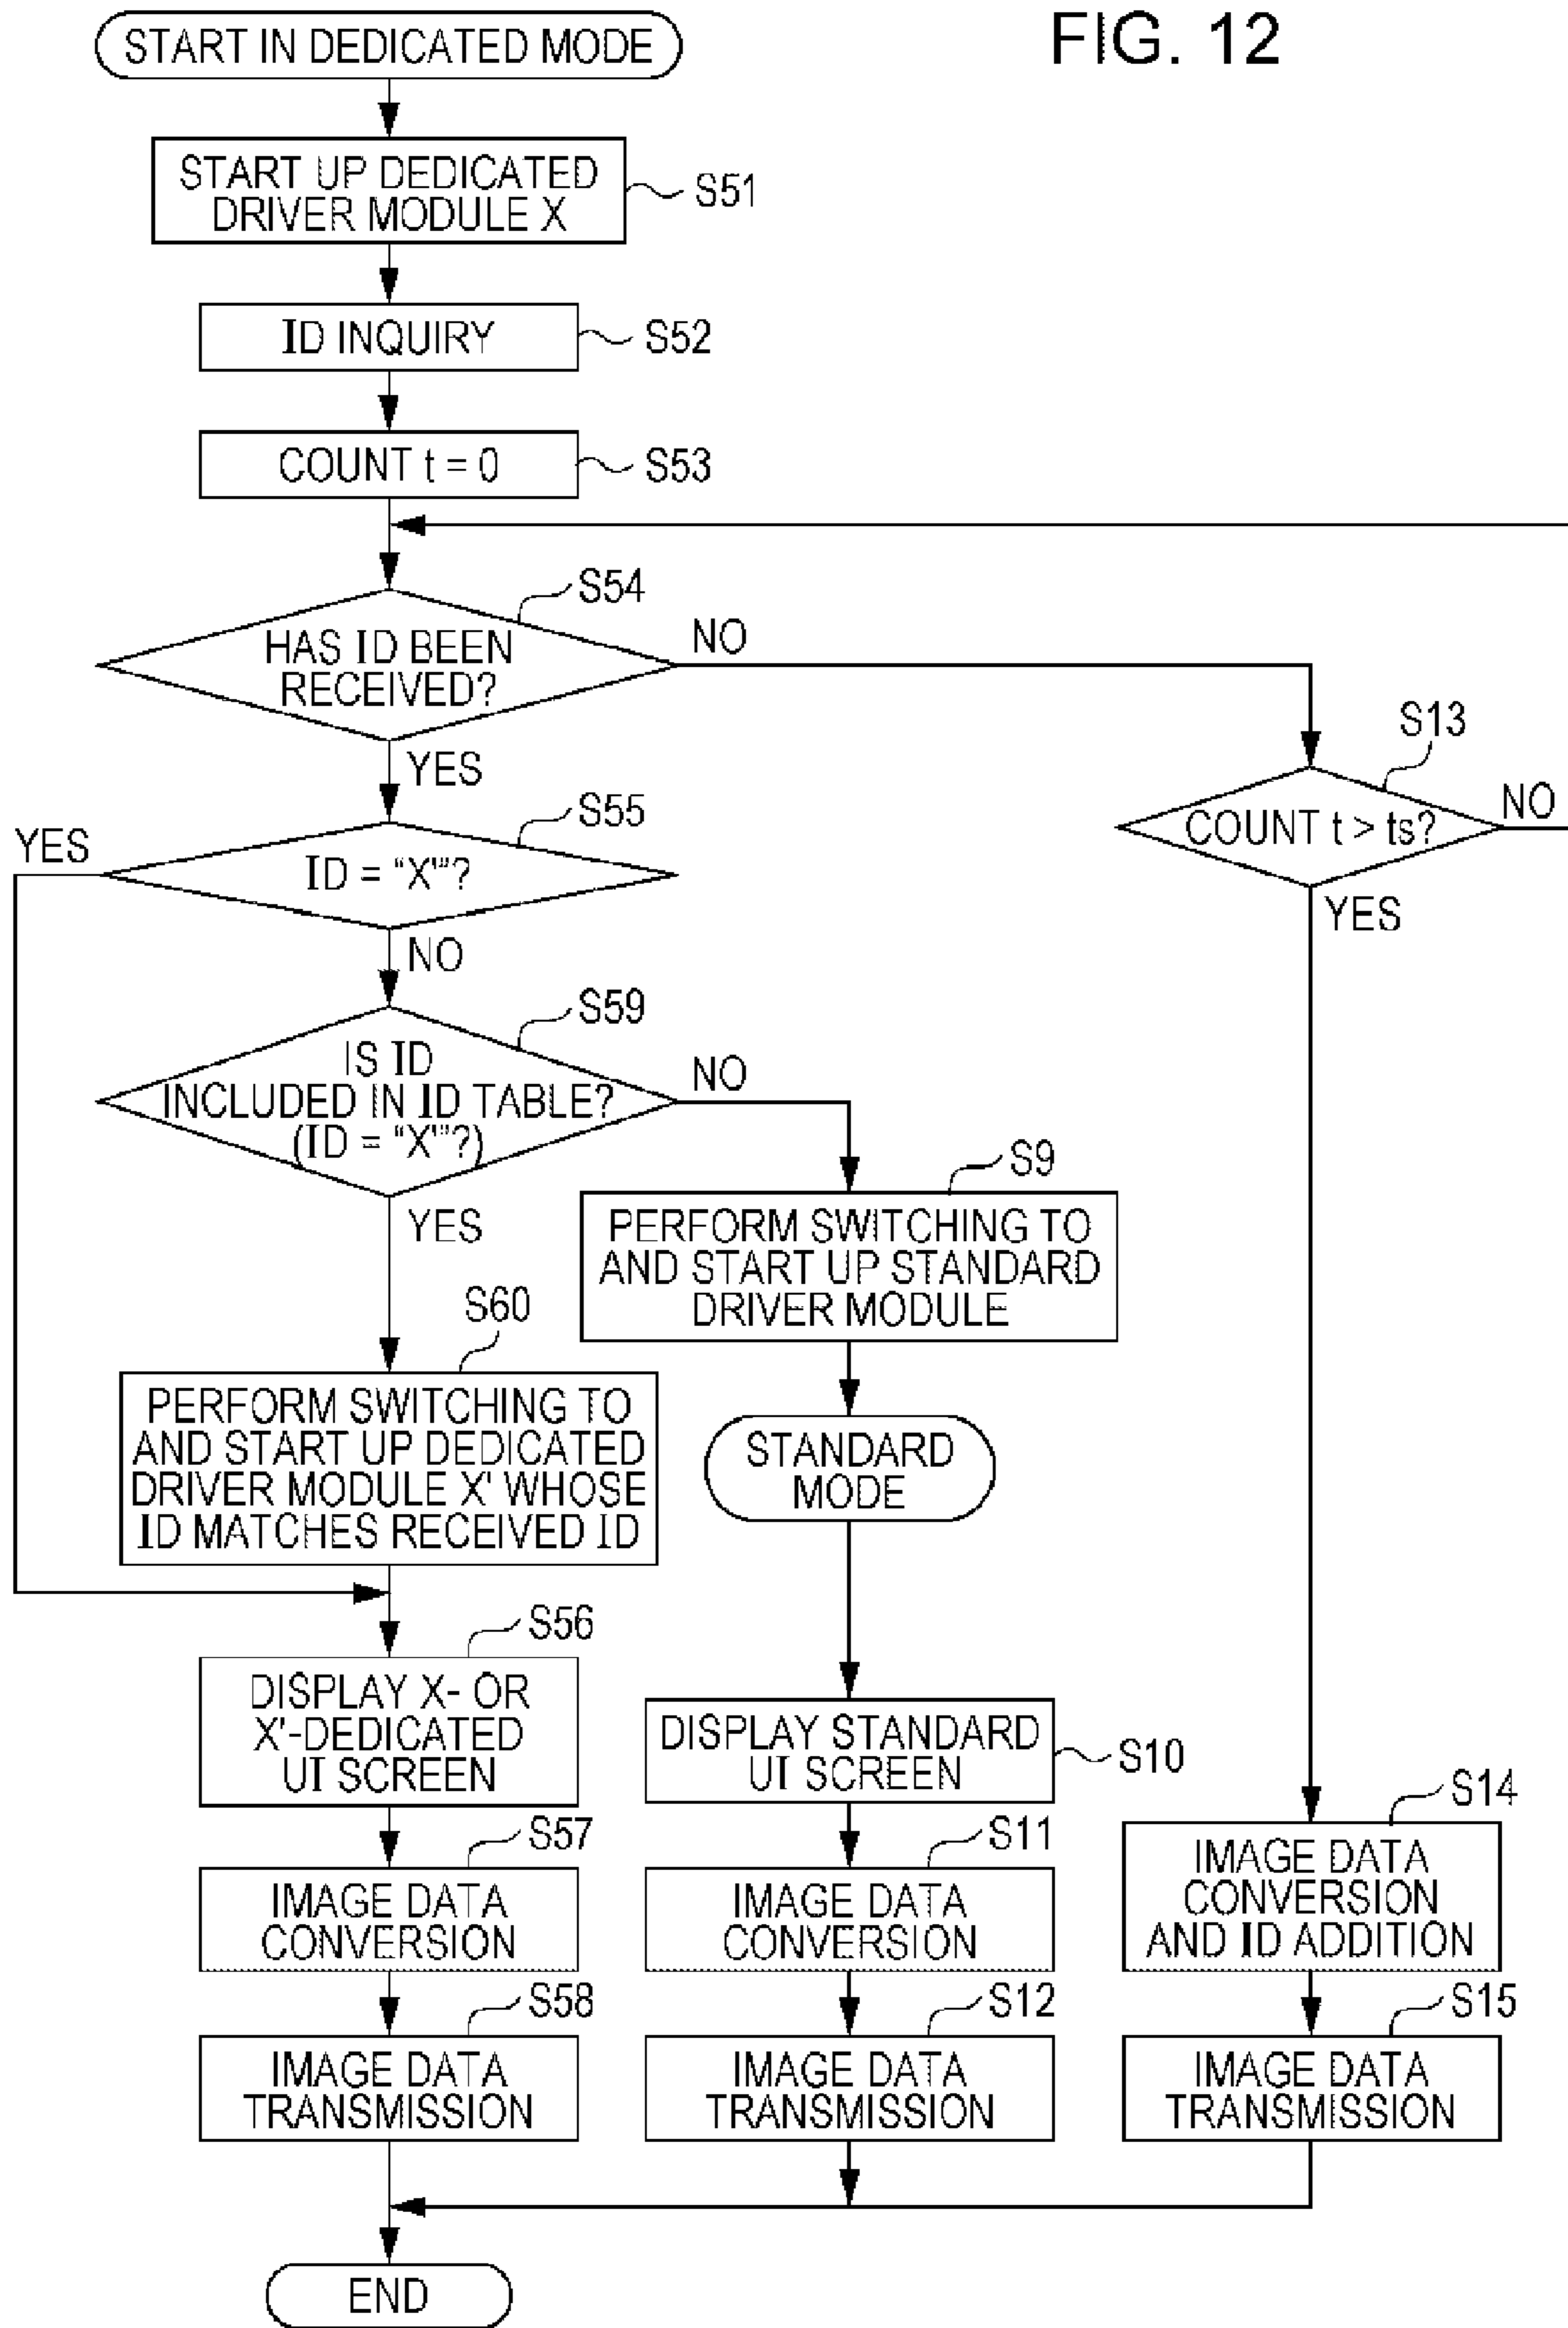 FIG. 12
START IN DEDICATED MODE
START UP DEDICATED
DRIVER MODULE X
S51
ID INQUIRY
S52
COUNT t = 0
S53
S54
HAS ID BEEN
RECEIVED?
NO
YES
S13
COUNT t > ts?
NO
YES
S55
YES
ID = "X'"?
NO
S59
IS ID
INCLUDED IN ID TABLE?
(ID = "X'"?)
NO
YES
S9
PERFORM SWITCHING TO
AND START UP STANDARD
DRIVER MODULE
S60
PERFORM SWITCHING TO
AND START UP DEDICATED
DRIVER MODULE X' WHOSE
ID MATCHES RECEIVED ID
STANDARD
MODE
S56
DISPLAY X- OR
X'-DEDICATED
UI SCREEN
DISPLAY STANDARD
UI SCREEN
S10
S14
IMAGE DATA
CONVERSION
AND ID ADDITION
S57
IMAGE DATA
CONVERSION
S11
IMAGE DATA
CONVERSION
S58
IMAGE DATA
TRANSMISSION
S12
IMAGE DATA
TRANSMISSION
S15
IMAGE DATA
TRANSMISSION
END